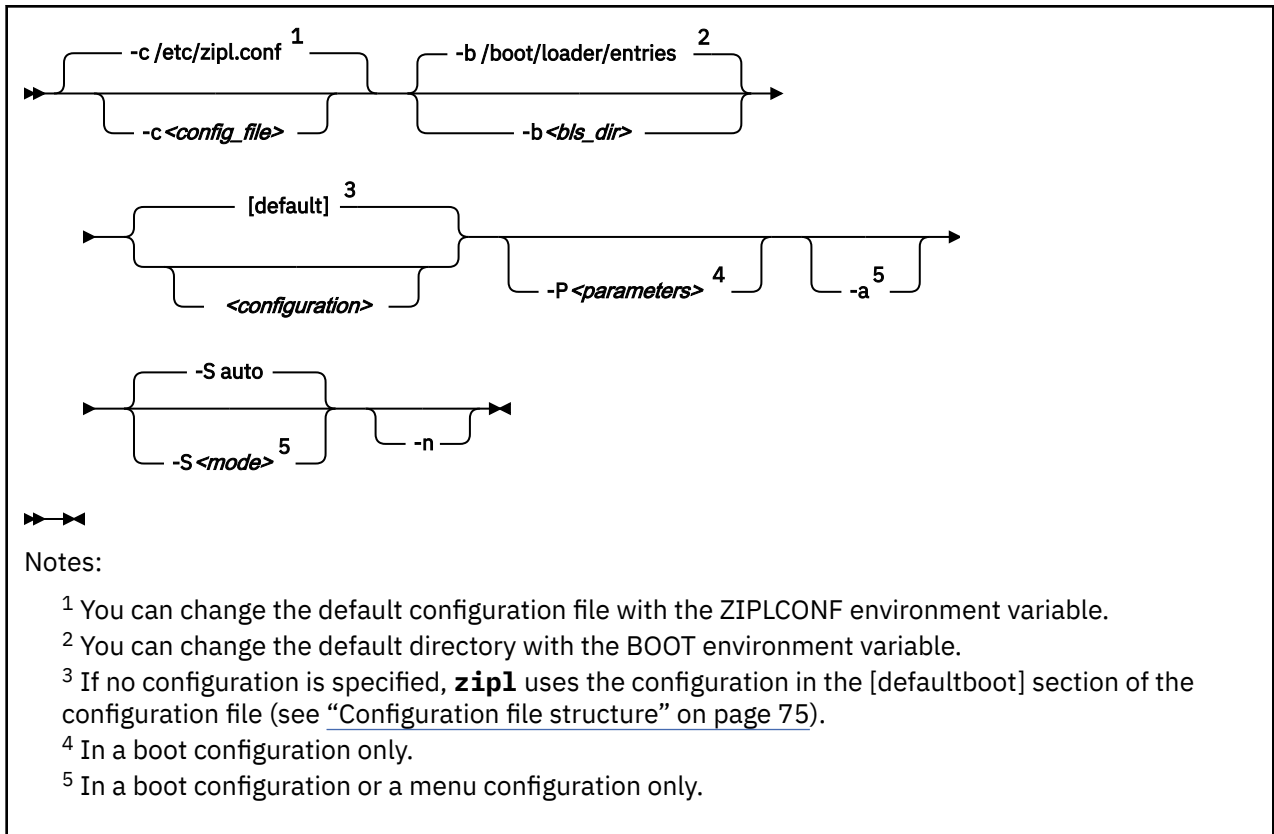 -c /etc/zipl.conf 1
-b /boot/loader/entries 2
-c <config_file>
-b <bls_dir>
[default] 3
<configuration>
-P <parameters> 4
-a 5
-S auto
-S <mode> 5
-n
Notes:
1 You can change the default configuration file with the ZIPLCONF environment variable.
2 You can change the default directory with the BOOT environment variable.
3 If no configuration is specified, zipl uses the configuration in the [defaultboot] section of the
configuration file (see “Configuration file structure” on page 75).
4 In a boot configuration only.
5 In a boot configuration or a menu configuration only.